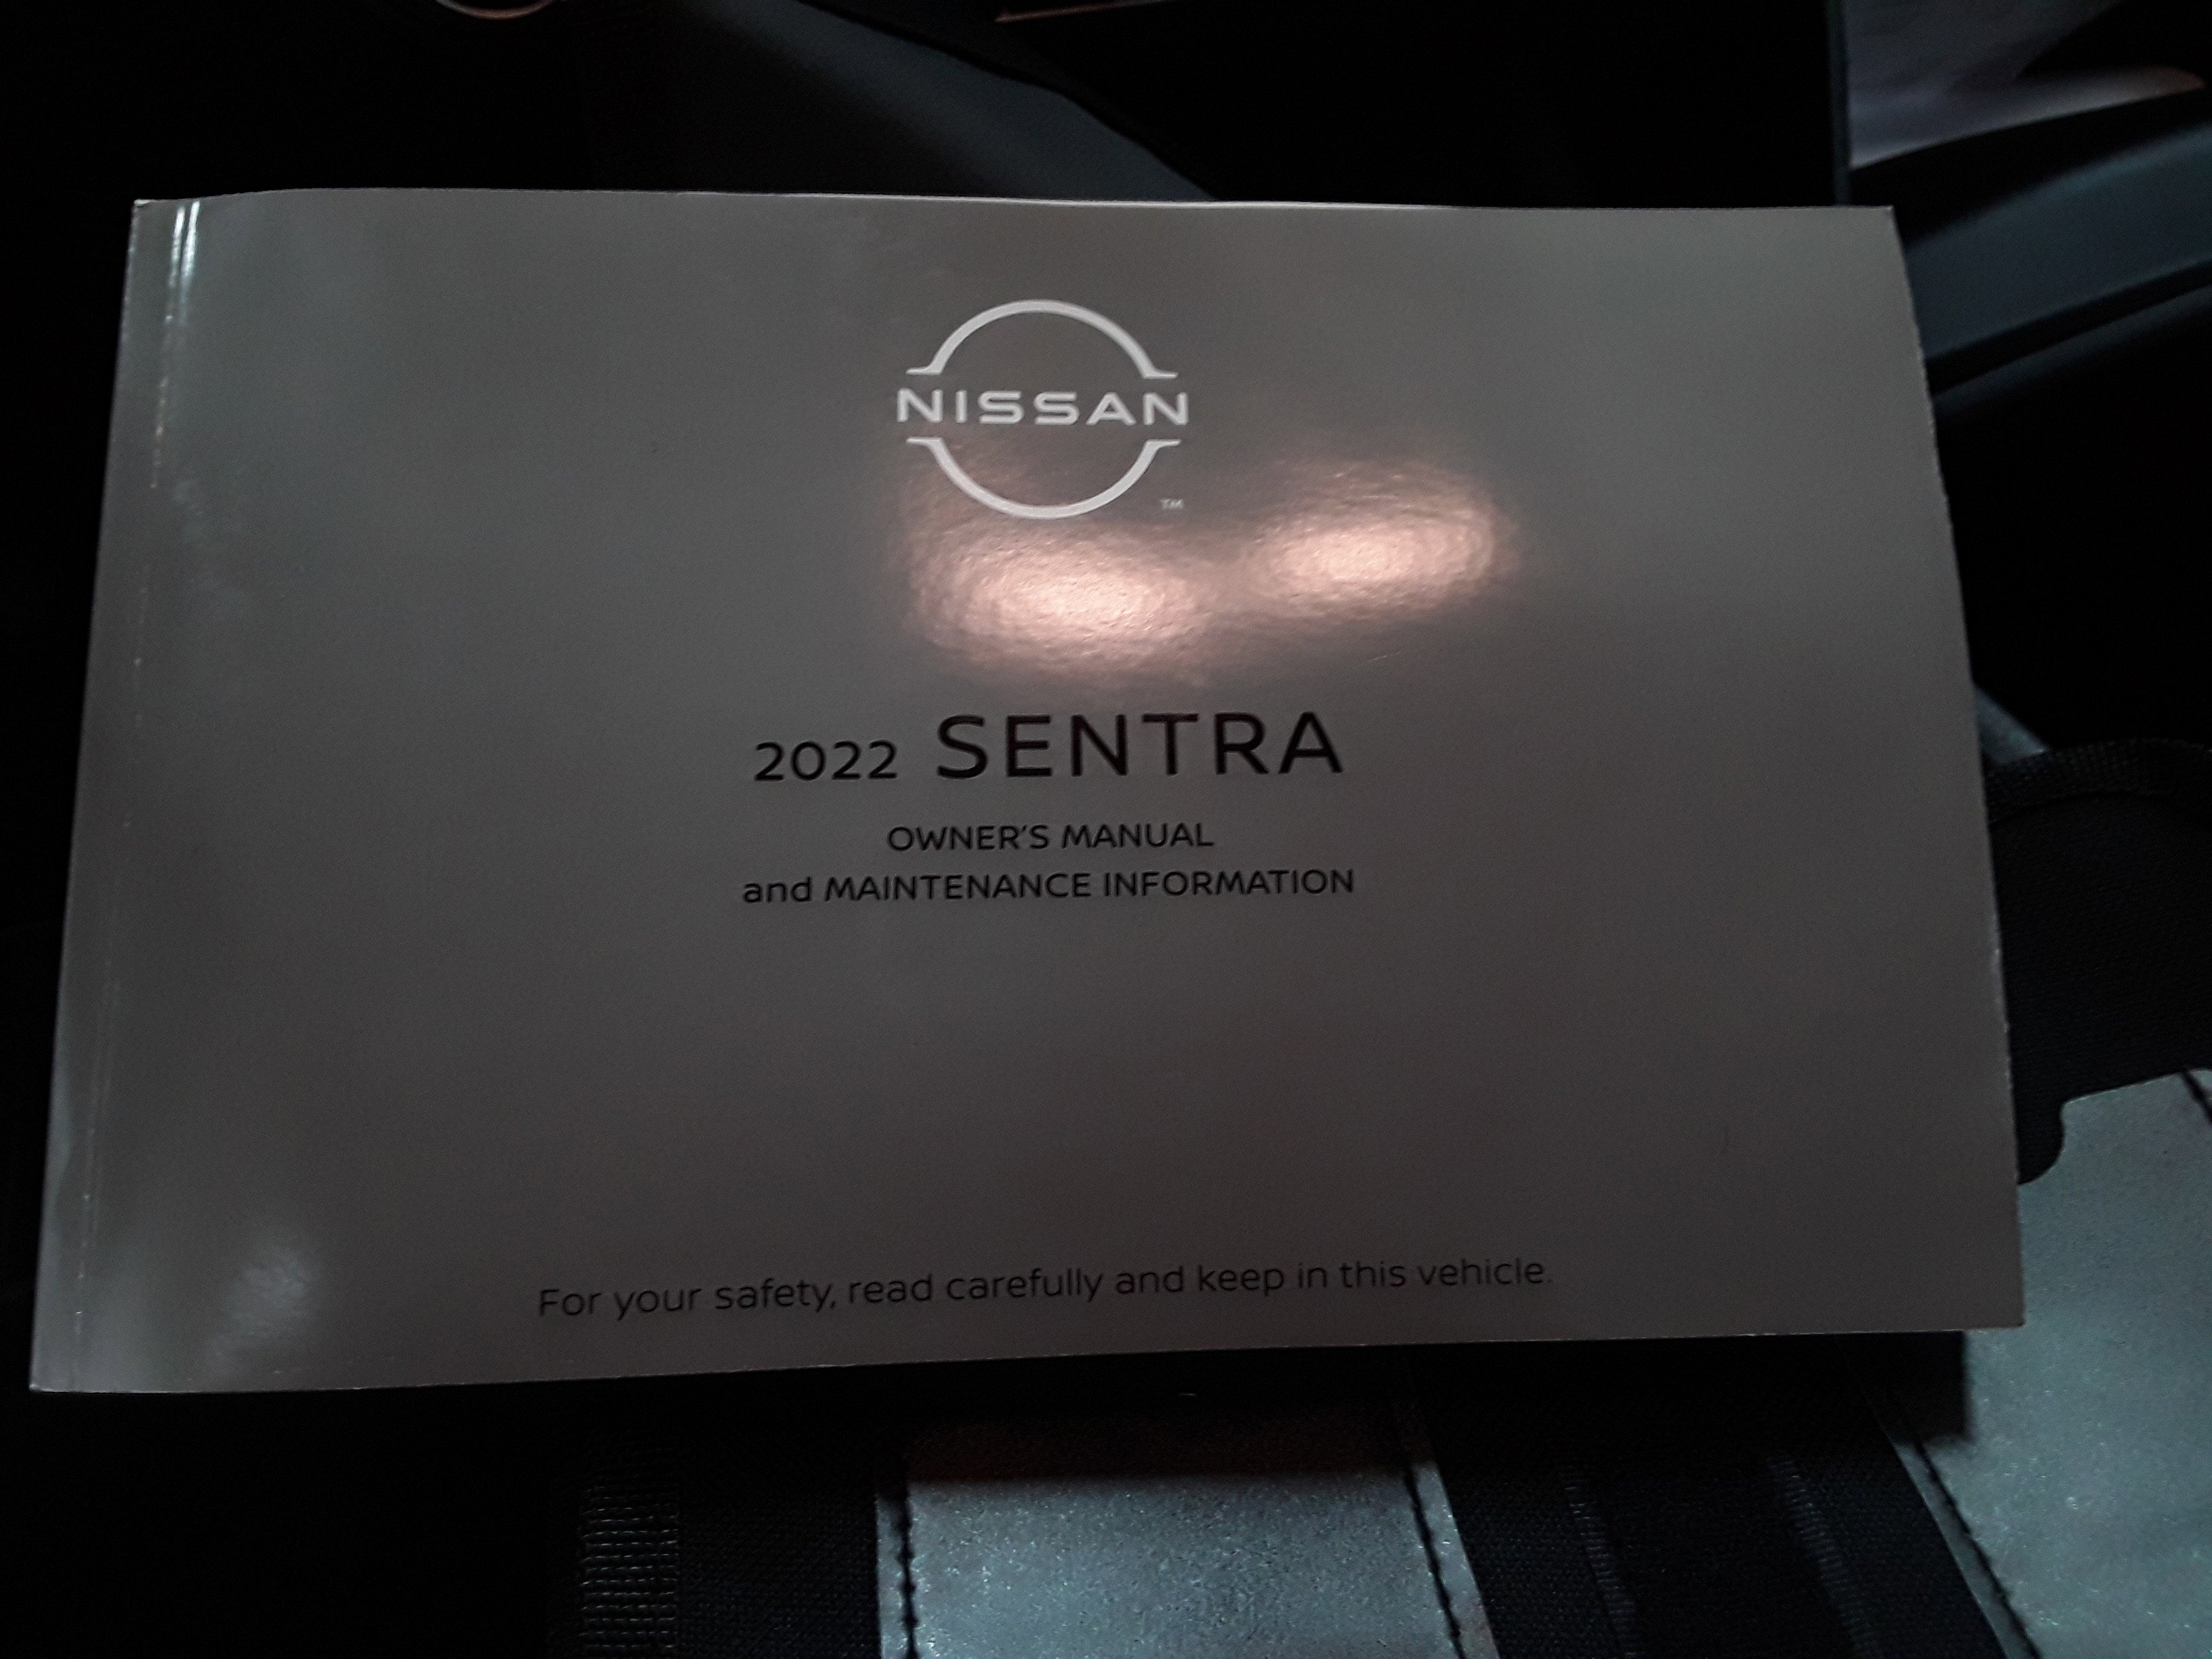 NISSAN
TM
2022 SENTRA
OWNER'S MANUAL
and MAINTENANCE INFORMATION
For your safety, read carefully and keep in this vehicle.